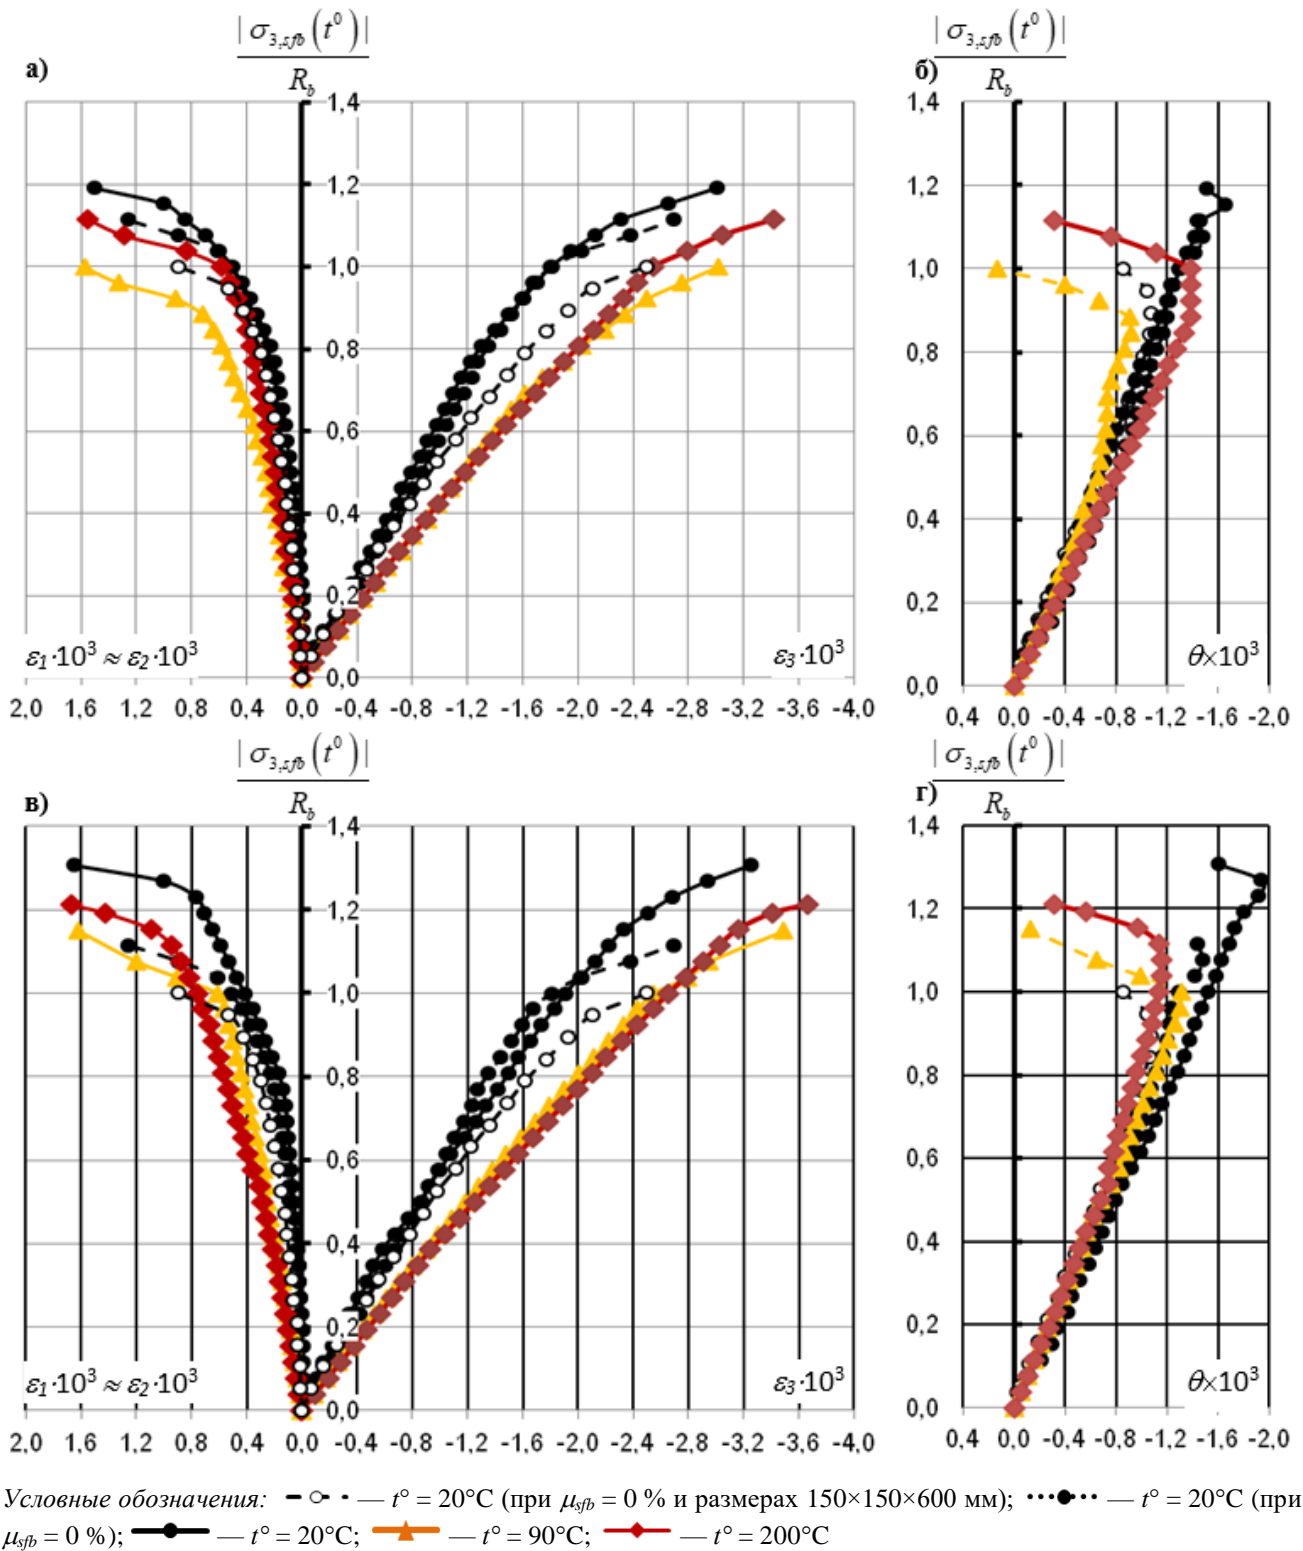 |σ3,sfb(t⁰)| |σ3,sfb(t⁰)|
а) б)
Rb Rb
1,4 1,4
1,2 1,2
1,0 1,0
0,8 0,8
0,6 0,6
0,4 0,4
0,2 0,2
ε1·10³ ≈ ε2·10³ ε3·10³ θ×10³
0,0 0,0
2,0 1,6 1,2 0,8 0,4 0,0 -0,4 -0,8 -1,2 -1,6 -2,0 -2,4 -2,8 -3,2 -3,6 -4,0 0,4 0,0 -0,4 -0,8 -1,2 -1,6 -2,0
|σ3,sfb(t⁰)| |σ3,sfb(t⁰)|
в) г)
Rb Rb
1,4 1,4
1,2 1,2
1,0 1,0
0,8 0,8
0,6 0,6
0,4 0,4
0,2 0,2
ε1·10³ ≈ ε2·10³ ε3·10³ θ×10³
0,0 0,0
2,0 1,6 1,2 0,8 0,4 0,0 -0,4 -0,8 -1,2 -1,6 -2,0 -2,4 -2,8 -3,2 -3,6 -4,0 0,4 0,0 -0,4 -0,8 -1,2 -1,6 -2,0
Условные обозначения: — t° = 20°C (при μsfb = 0 % и размерах 150×150×600 мм); — t° = 20°C (при
μsfb = 0 %); — t° = 20°C; — t° = 90°C; — t° = 200°C